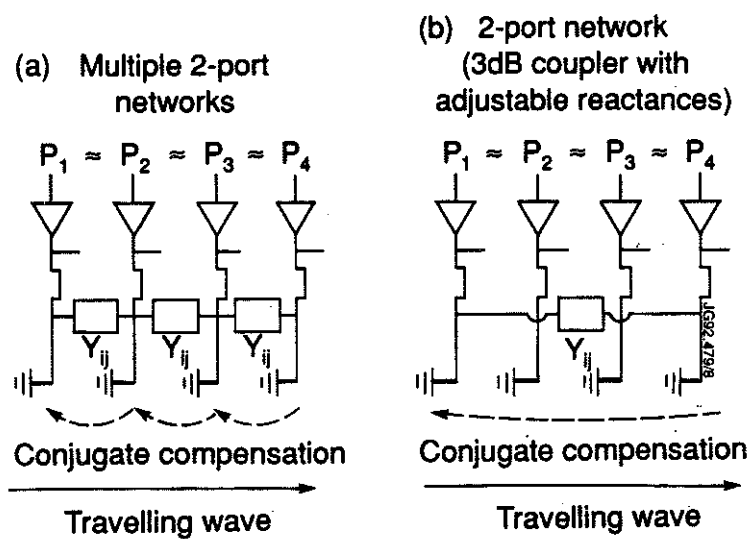 (a) Multiple 2-port
networks
P1 ≈ P2 ≈ P3 ≈ P4
Yij Yij Yij
Conjugate compensation
Travelling wave
(b) 2-port network
(3dB coupler with
adjustable reactances)
P1 ≈ P2 ≈ P3 ≈ P4
Yij
JG92.479/8
Conjugate compensation
Travelling wave